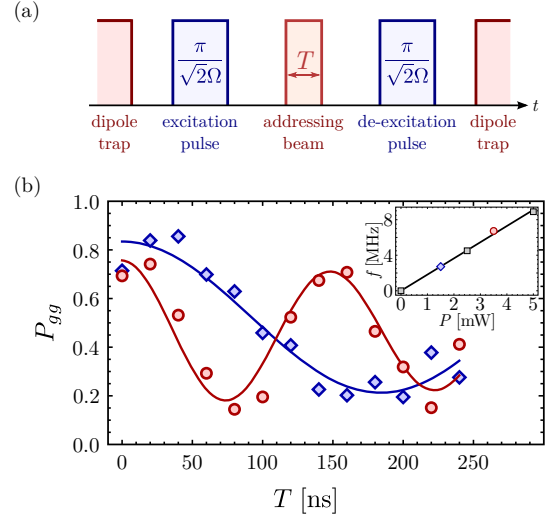 (a)
π
√2Ω
T
π
√2Ω
t
dipole
trap
excitation
pulse
addressing
beam
de-excitation
pulse
dipole
trap
(b)
1.0
0.8
0.6
0.4
0.2
0.0
P_gg
0 50 100 150 200 250
T [ns]
f [MHz]
8
4
0
0 1 2 3 4 5
P [mW]